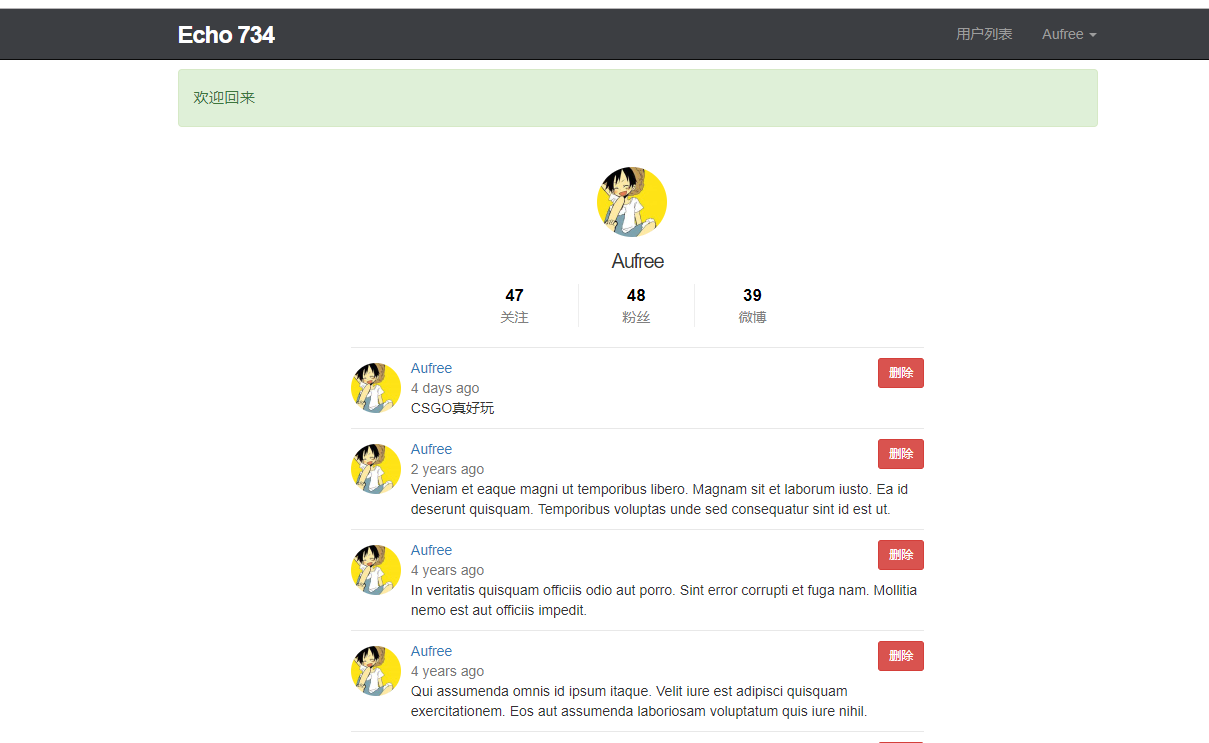 Echo 734
用户列表
Aufree
欢迎回来
Aufree
47
48
39
关注
粉丝
微博
Aufree
删除
4 days ago
CSGO真好玩
Aufree
删除
2 years ago
Veniam et eaque magni ut temporibus libero. Magnam sit et laborum iusto. Ea id
deserunt quisquam. Temporibus voluptas unde sed consequatur sint id est ut.
Aufree
删除
4 years ago
In veritatis quisquam officiis odio aut porro. Sint error corrupti et fuga nam. Mollitia
nemo est aut officiis impedit.
Aufree
删除
4 years ago
Qui assumenda omnis id ipsum itaque. Velit iure est adipisci quisquam
exercitationem. Eos aut assumenda laboriosam voluptatum quis iure nihil.